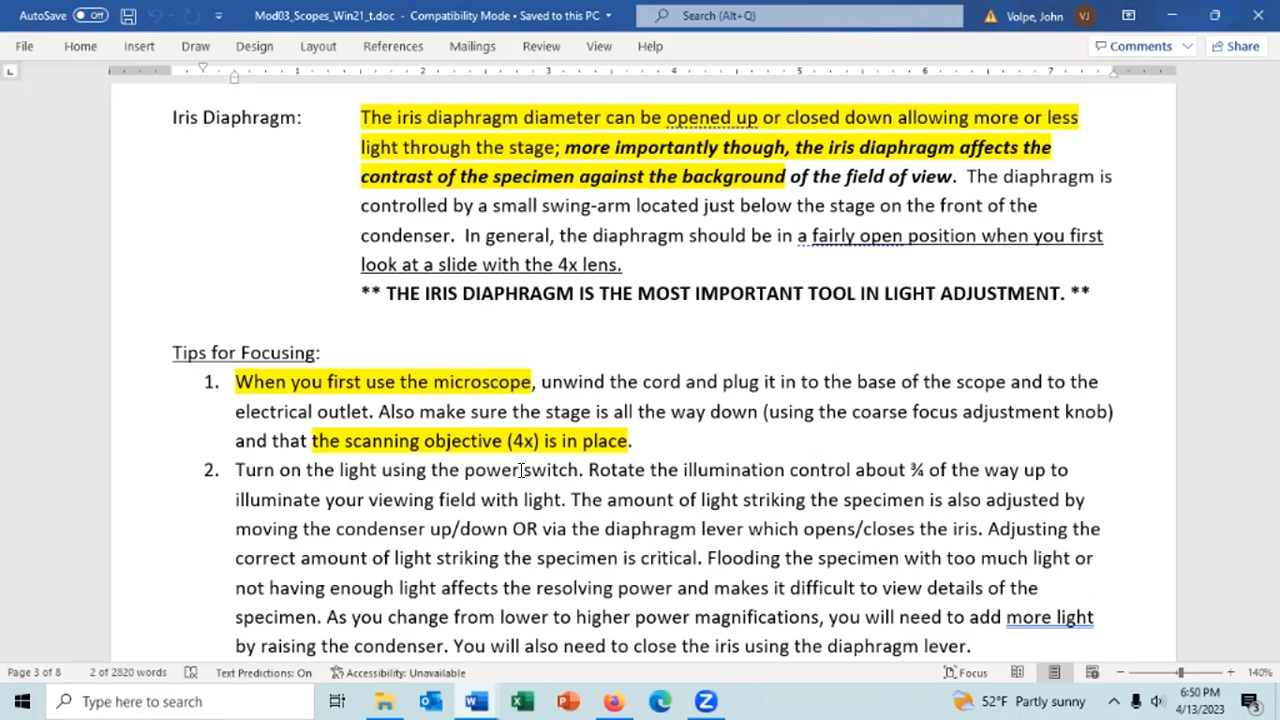 AutoSave Off Mod03_Scopes_Win21_t.doc - Compatibility Mode • Saved to this PC Search (Alt+Q) Volpe, John VJ
File Home Insert Draw Design Layout References Mailings Review View Help Comments Share
1 2 3 4 5 6 7
Iris Diaphragm: The iris diaphragm diameter can be opened up or closed down allowing more or less
light through the stage; more importantly though, the iris diaphragm affects the
contrast of the specimen against the background of the field of view. The diaphragm is
controlled by a small swing-arm located just below the stage on the front of the
condenser. In general, the diaphragm should be in a fairly open position when you first
look at a slide with the 4x lens.
** THE IRIS DIAPHRAGM IS THE MOST IMPORTANT TOOL IN LIGHT ADJUSTMENT. **
Tips for Focusing:
1. When you first use the microscope, unwind the cord and plug it in to the base of the scope and to the
electrical outlet. Also make sure the stage is all the way down (using the coarse focus adjustment knob)
and that the scanning objective (4x) is in place.
2. Turn on the light using the power switch. Rotate the illumination control about ¾ of the way up to
illuminate your viewing field with light. The amount of light striking the specimen is also adjusted by
moving the condenser up/down OR via the diaphragm lever which opens/closes the iris. Adjusting the
correct amount of light striking the specimen is critical. Flooding the specimen with too much light or
not having enough light affects the resolving power and makes it difficult to view details of the
specimen. As you change from lower to higher power magnifications, you will need to add more light
by raising the condenser. You will also need to close the iris using the diaphragm lever.
Page 3 of 8 2 of 2820 words Text Predictions: On Accessibility: Unavailable Focus 140%
Type here to search 52°F Partly sunny 6:50 PM
4/13/2023 3